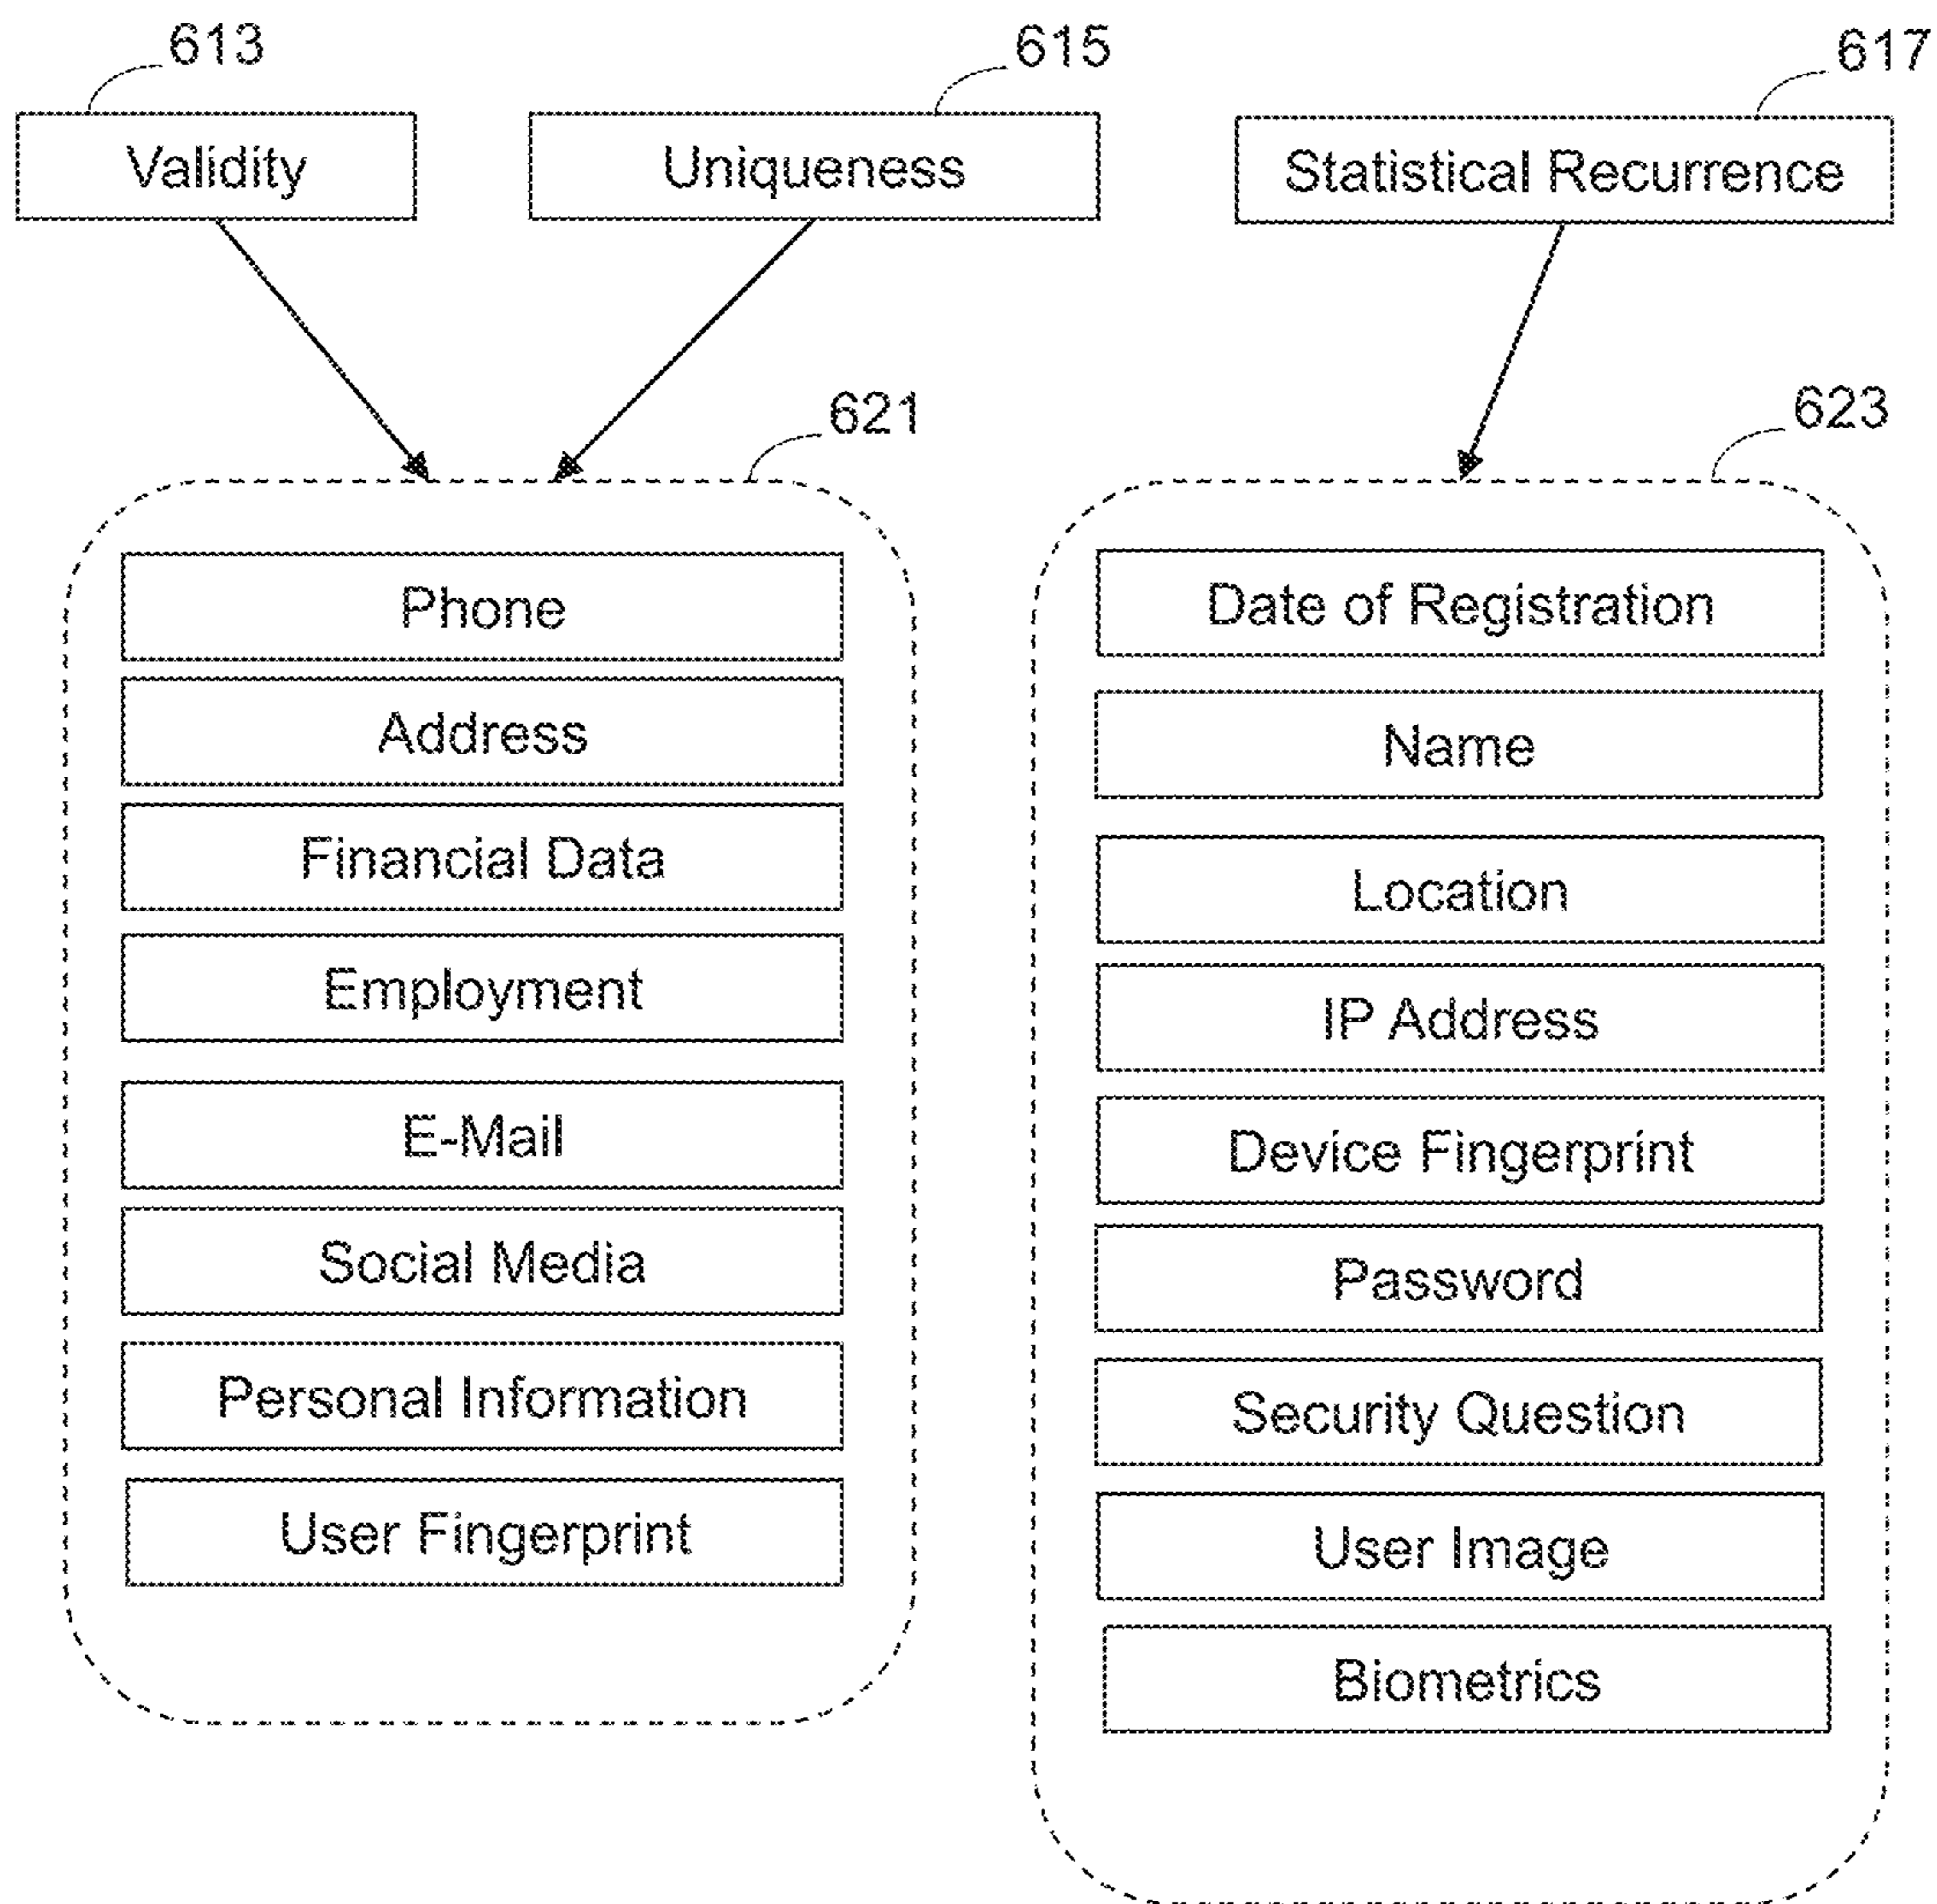 613
615
617
Validity
Uniqueness
Statistical Recurrence
621
623
Phone
Address
Financial Data
Employment
E-Mail
Social Media
Personal Information
User Fingerprint
Date of Registration
Name
Location
IP Address
Device Fingerprint
Password
Security Question
User Image
Biometrics